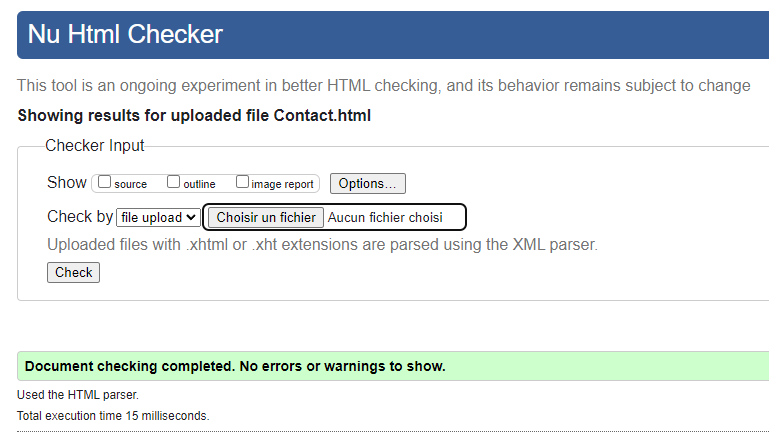 Nu Html Checker
This tool is an ongoing experiment in better HTML checking, and its behavior remains subject to change
Showing results for uploaded file Contact.html
Checker Input
Show source outline image report Options...
Check by file upload Choisir un fichier Aucun fichier choisi
Uploaded files with .xhtml or .xht extensions are parsed using the XML parser.
Check
Document checking completed. No errors or warnings to show.
Used the HTML parser.
Total execution time 15 milliseconds.